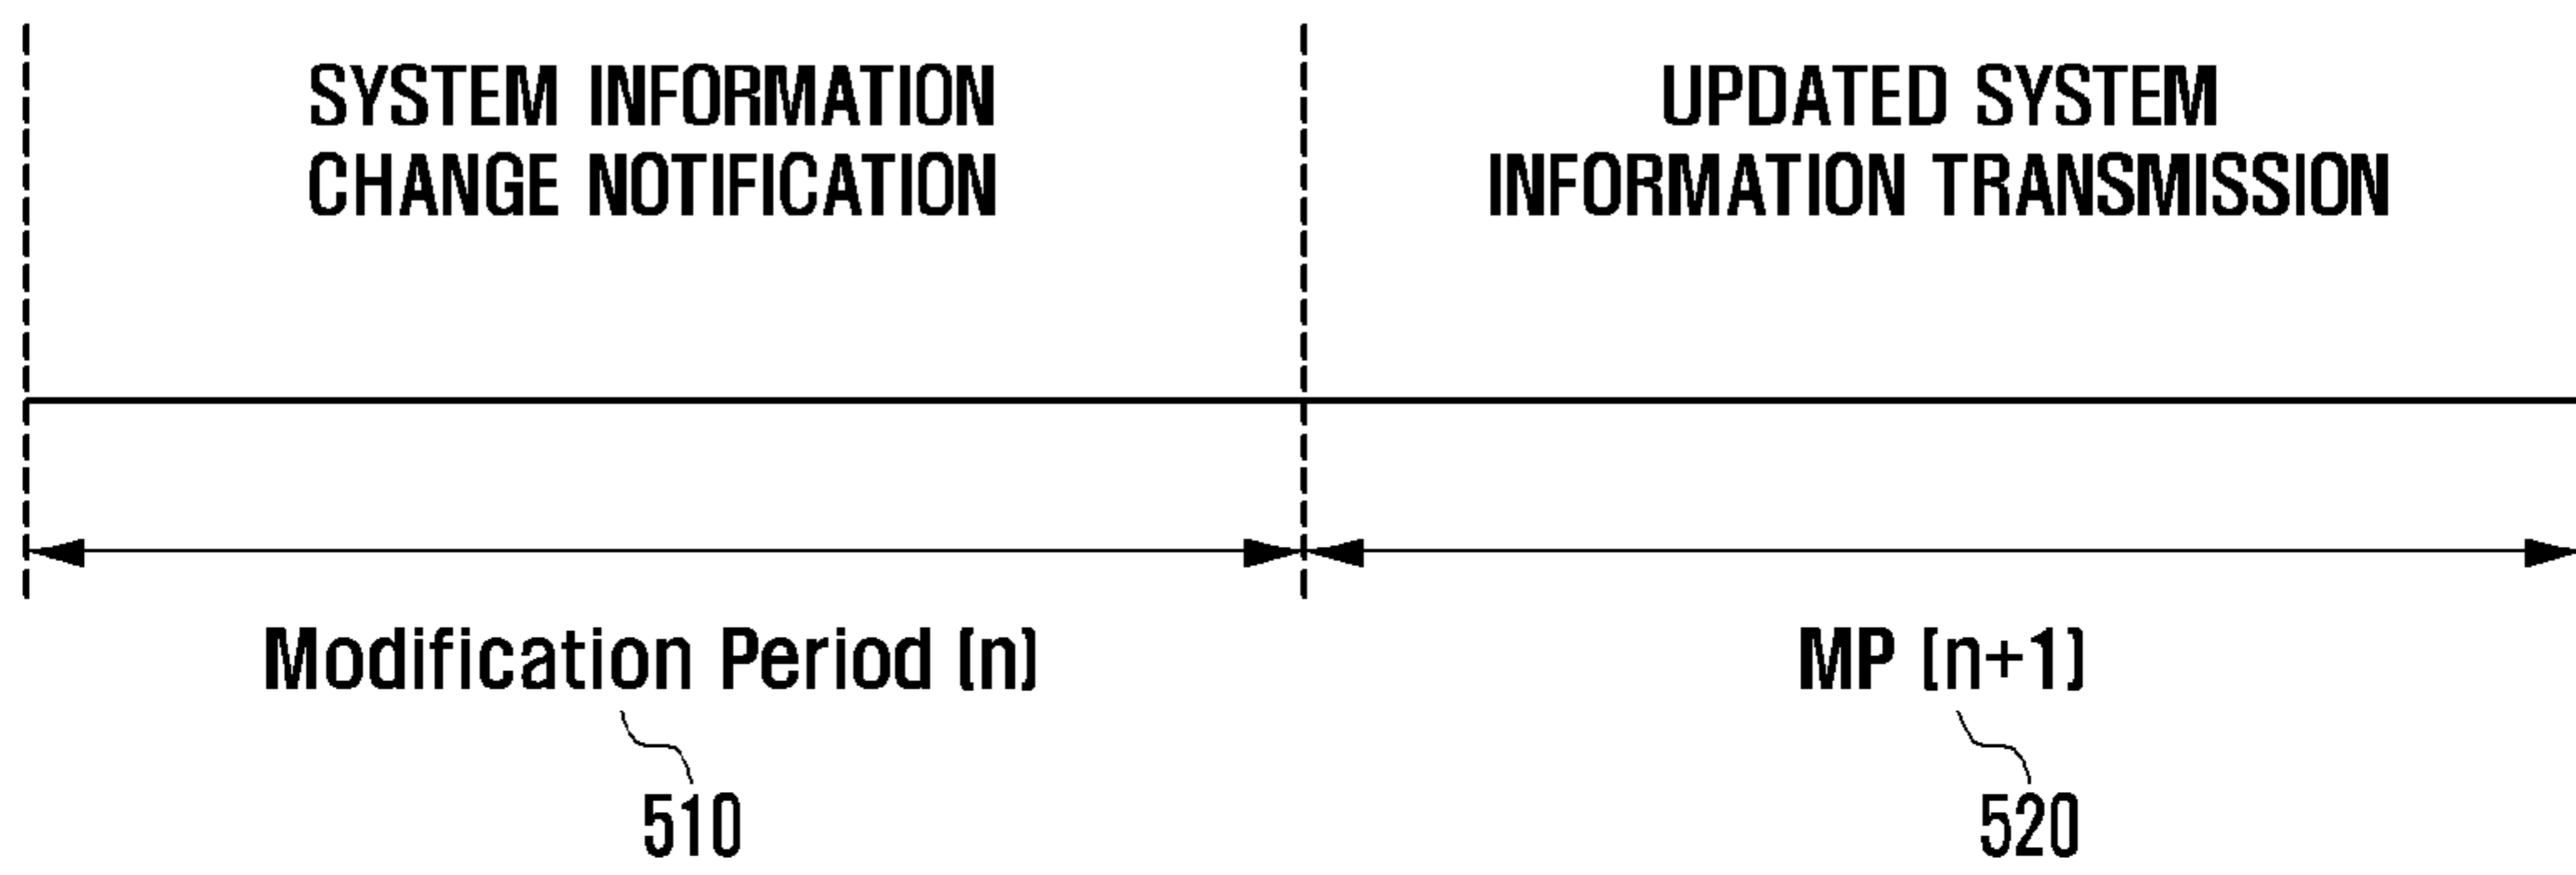 SYSTEM INFORMATION
CHANGE NOTIFICATION
UPDATED SYSTEM
INFORMATION TRANSMISSION
Modification Period (n)
MP (n+1)
510
520